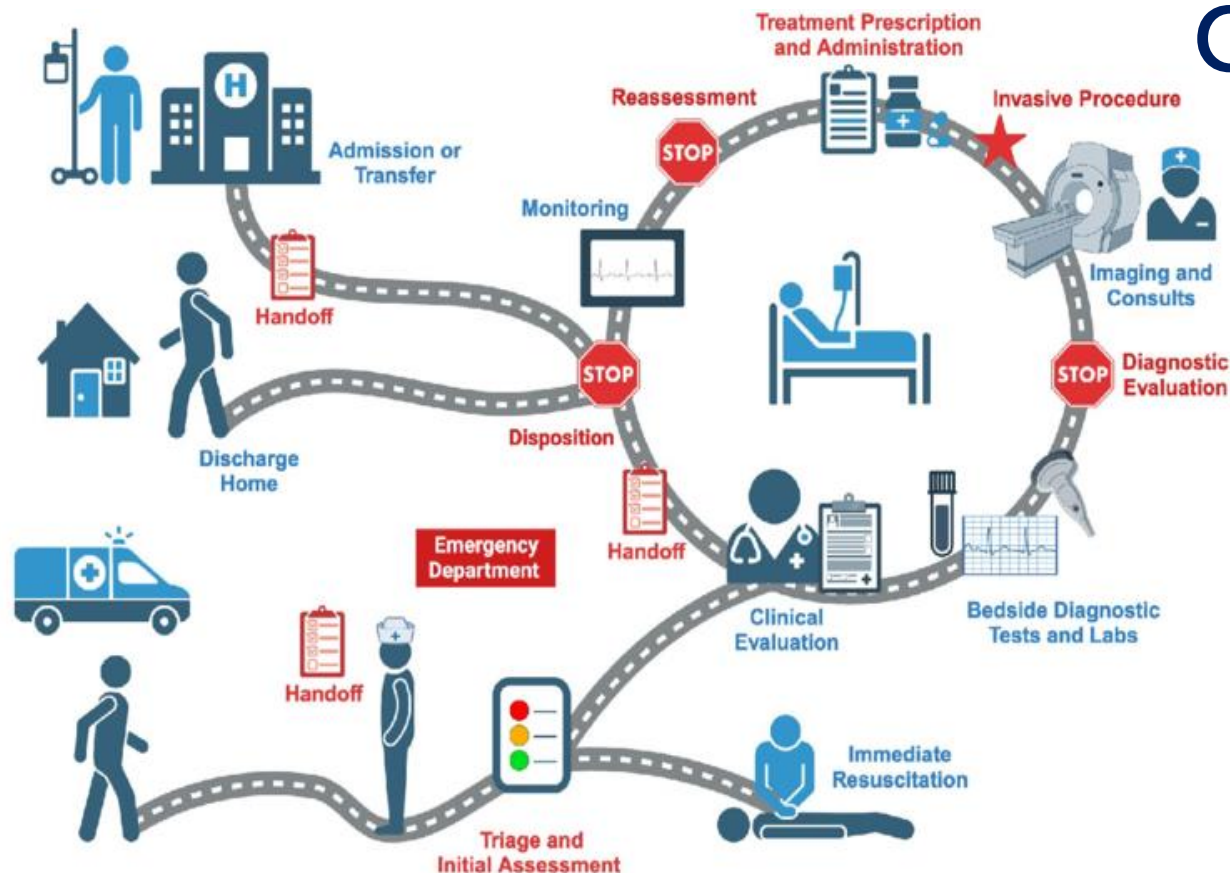 Treatment Prescription
and Administration
Reassessment
Invasive Procedure
STOP
H
Admission or
Transfer
Monitoring
Imaging and
Consults
Handoff
STOP
STOP
Diagnostic
Evaluation
Disposition
Discharge
Home
Handoff
Emergency
Department
Clinical
Evaluation
Bedside Diagnostic
Tests and Labs
Handoff
Immediate
Resuscitation
Triage and
Initial Assessment